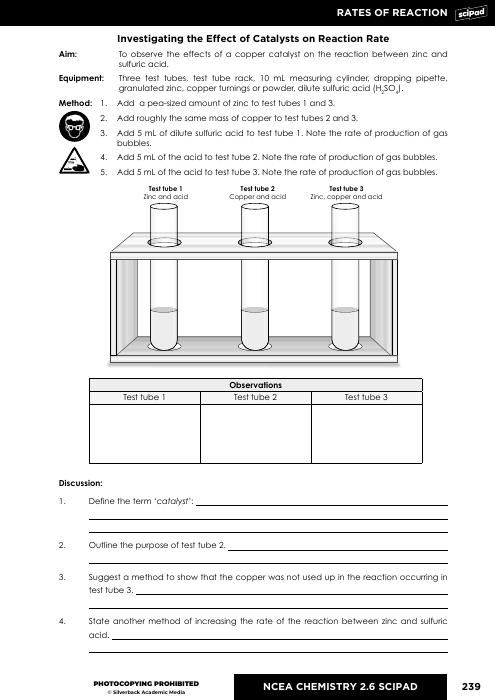 RATES OF REACTION scipad
Investigating the Effect of Catalysts on Reaction Rate
Aim: To observe the effects of a copper catalyst on the reaction between zinc and
sulfuric acid.
Equipment: Three test tubes, test tube rack, 10 mL measuring cylinder, dropping pipette,
granulated zinc, copper turnings or powder, dilute sulfuric acid (H₂SO₄).
Method: 1. Add a pea-sized amount of zinc to test tubes 1 and 3.
2. Add roughly the same mass of copper to test tubes 2 and 3.
3. Add 5 mL of dilute sulfuric acid to test tube 1. Note the rate of production of gas
bubbles.
4. Add 5 mL of the acid to test tube 2. Note the rate of production of gas bubbles.
5. Add 5 mL of the acid to test tube 3. Note the rate of production of gas bubbles.
Test tube 1 Test tube 2 Test tube 3
Zinc and acid Copper and acid Zinc, copper and acid
Observations
Test tube 1 Test tube 2 Test tube 3
Discussion:
1. Define the term ‘catalyst’:
2. Outline the purpose of test tube 2.
3. Suggest a method to show that the copper was not used up in the reaction occurring in
test tube 3.
4. State another method of increasing the rate of the reaction between zinc and sulfuric
acid.
PHOTOCOPYING PROHIBITED
© Silverback Academic Media
NCEA CHEMISTRY 2.6 SCIPAD 239